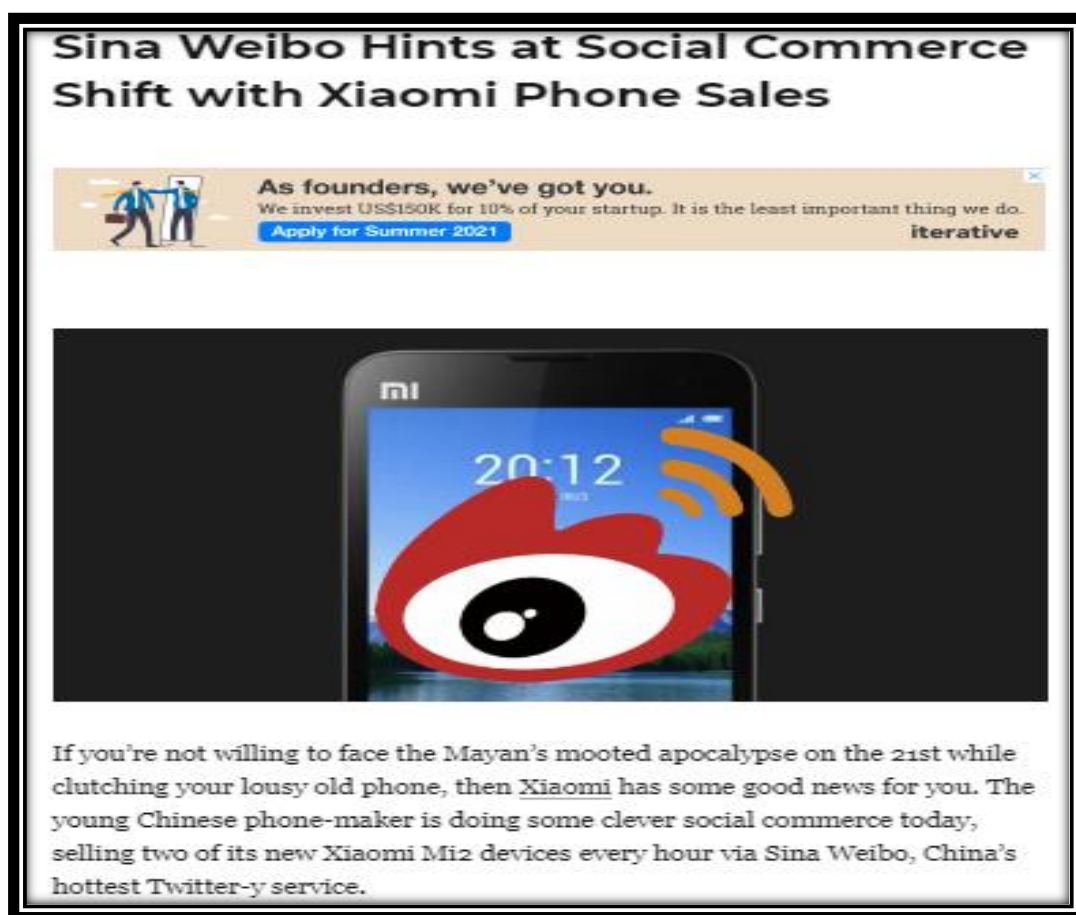 Sina Weibo Hints at Social Commerce
Shift with Xiaomi Phone Sales
As founders, we've got you.
We invest US$150K for 10% of your startup. It is the least important thing we do.
Apply for Summer 2021
iterative
MI
20:12
If you're not willing to face the Mayan's mooted apocalypse on the 21st while
clutching your lousy old phone, then Xiaomi has some good news for you. The
young Chinese phone-maker is doing some clever social commerce today,
selling two of its new Xiaomi Mi2 devices every hour via Sina Weibo, China's
hottest Twitter-y service.